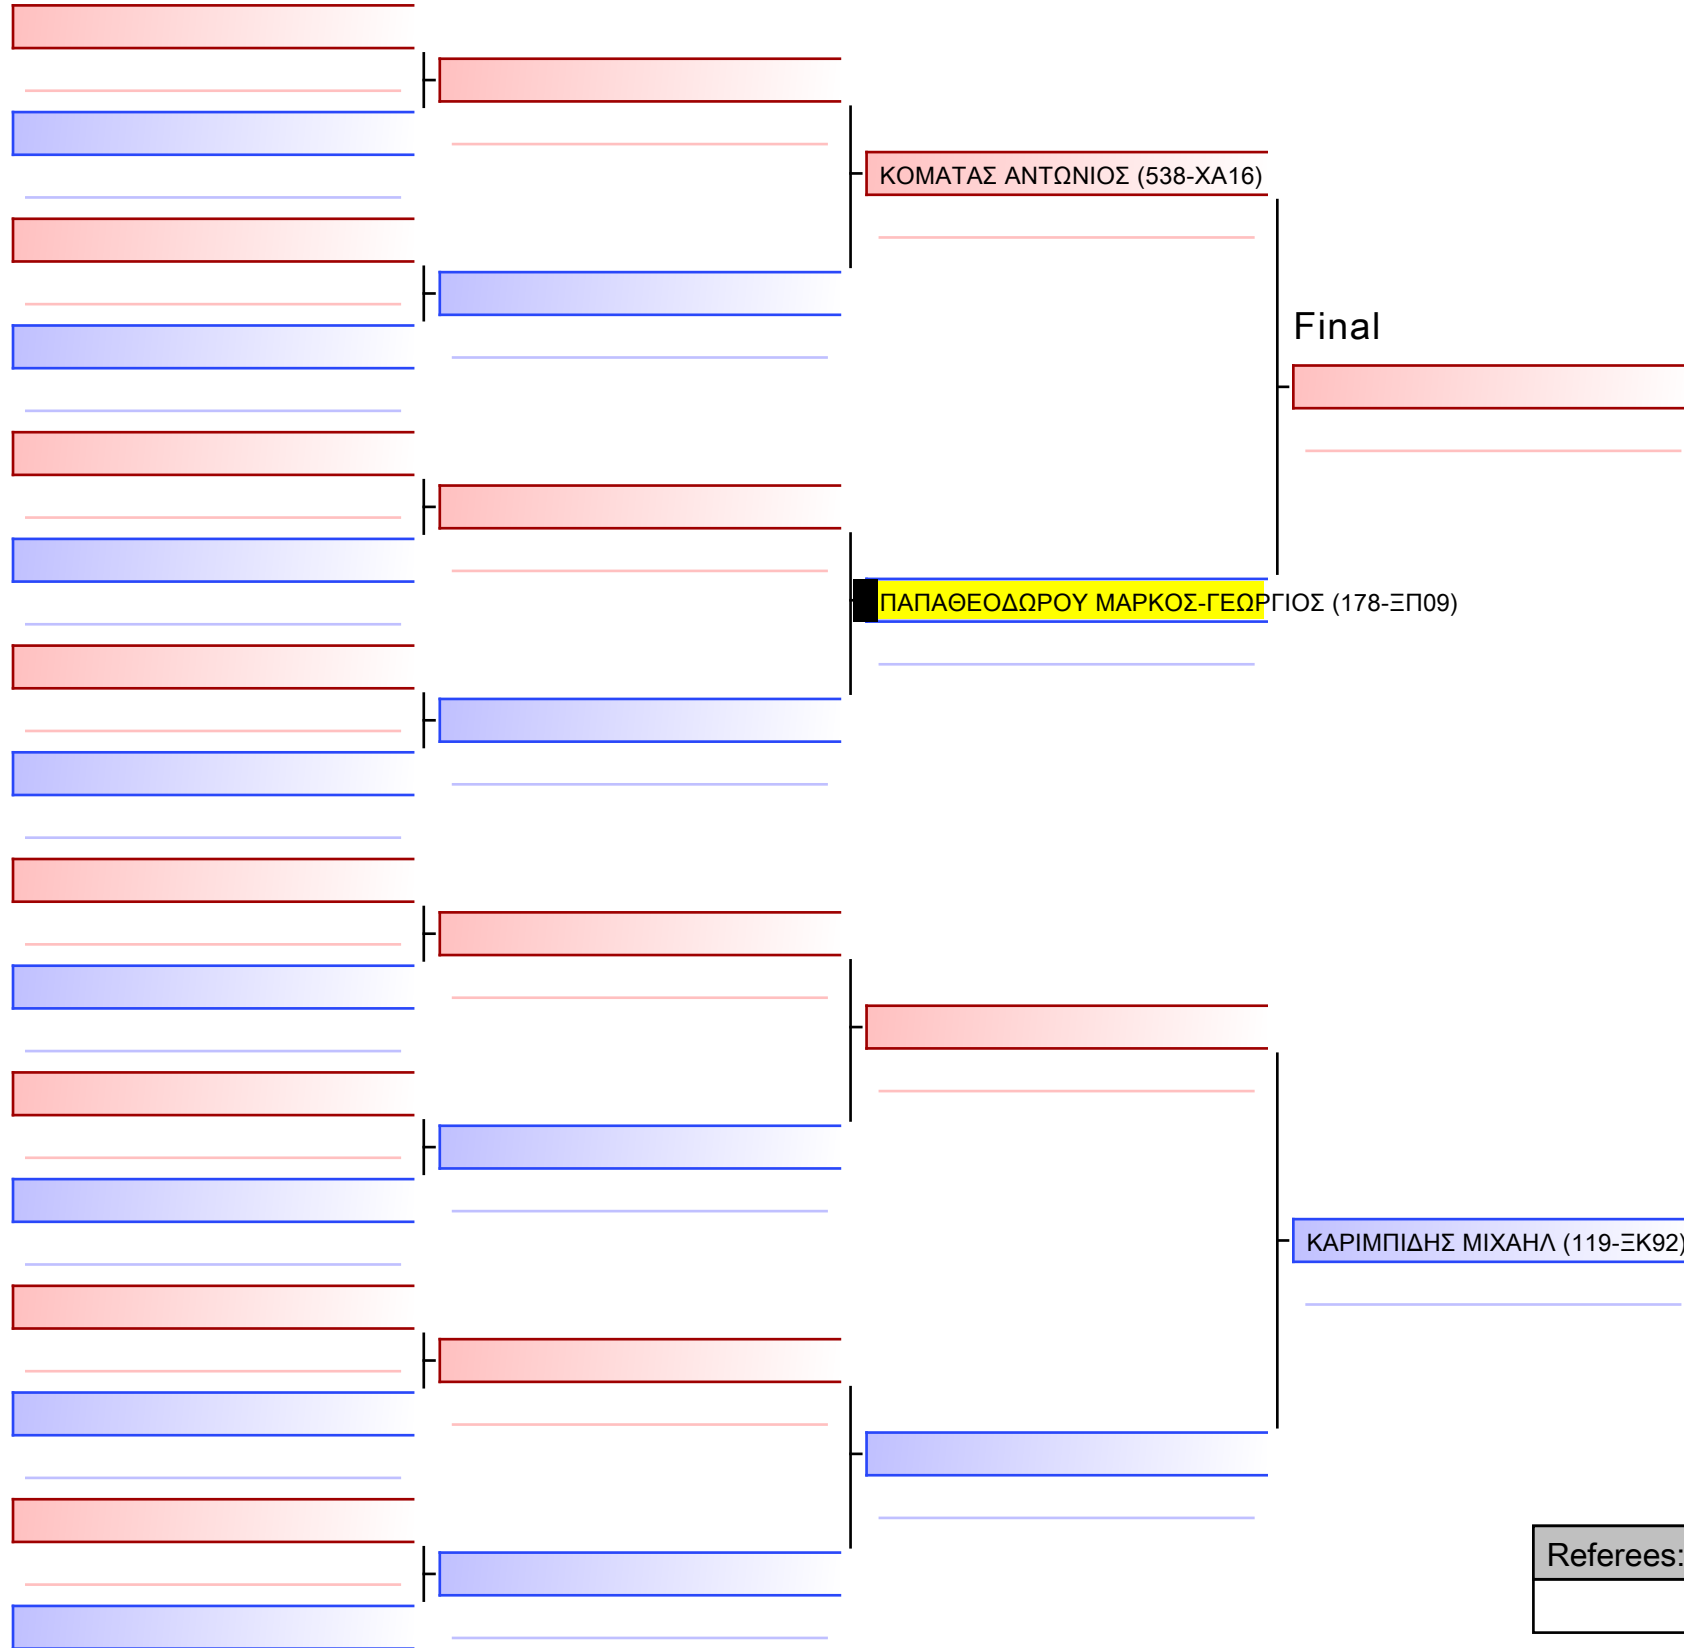 ΚΟΜΑΤΑΣ ΑΝΤΩΝΙΟΣ (538-ΧΑ16)
Final
ΠΑΠΑΘΕΟΔΩΡΟΥ ΜΑΡΚΟΣ-ΓΕΩΡΓΙΟΣ (178-ΞΠ09)
ΚΑΡΙΜΠΙΔΗΣ ΜΙΧΑΗΛ (119-ΞΚ92)
Referees: